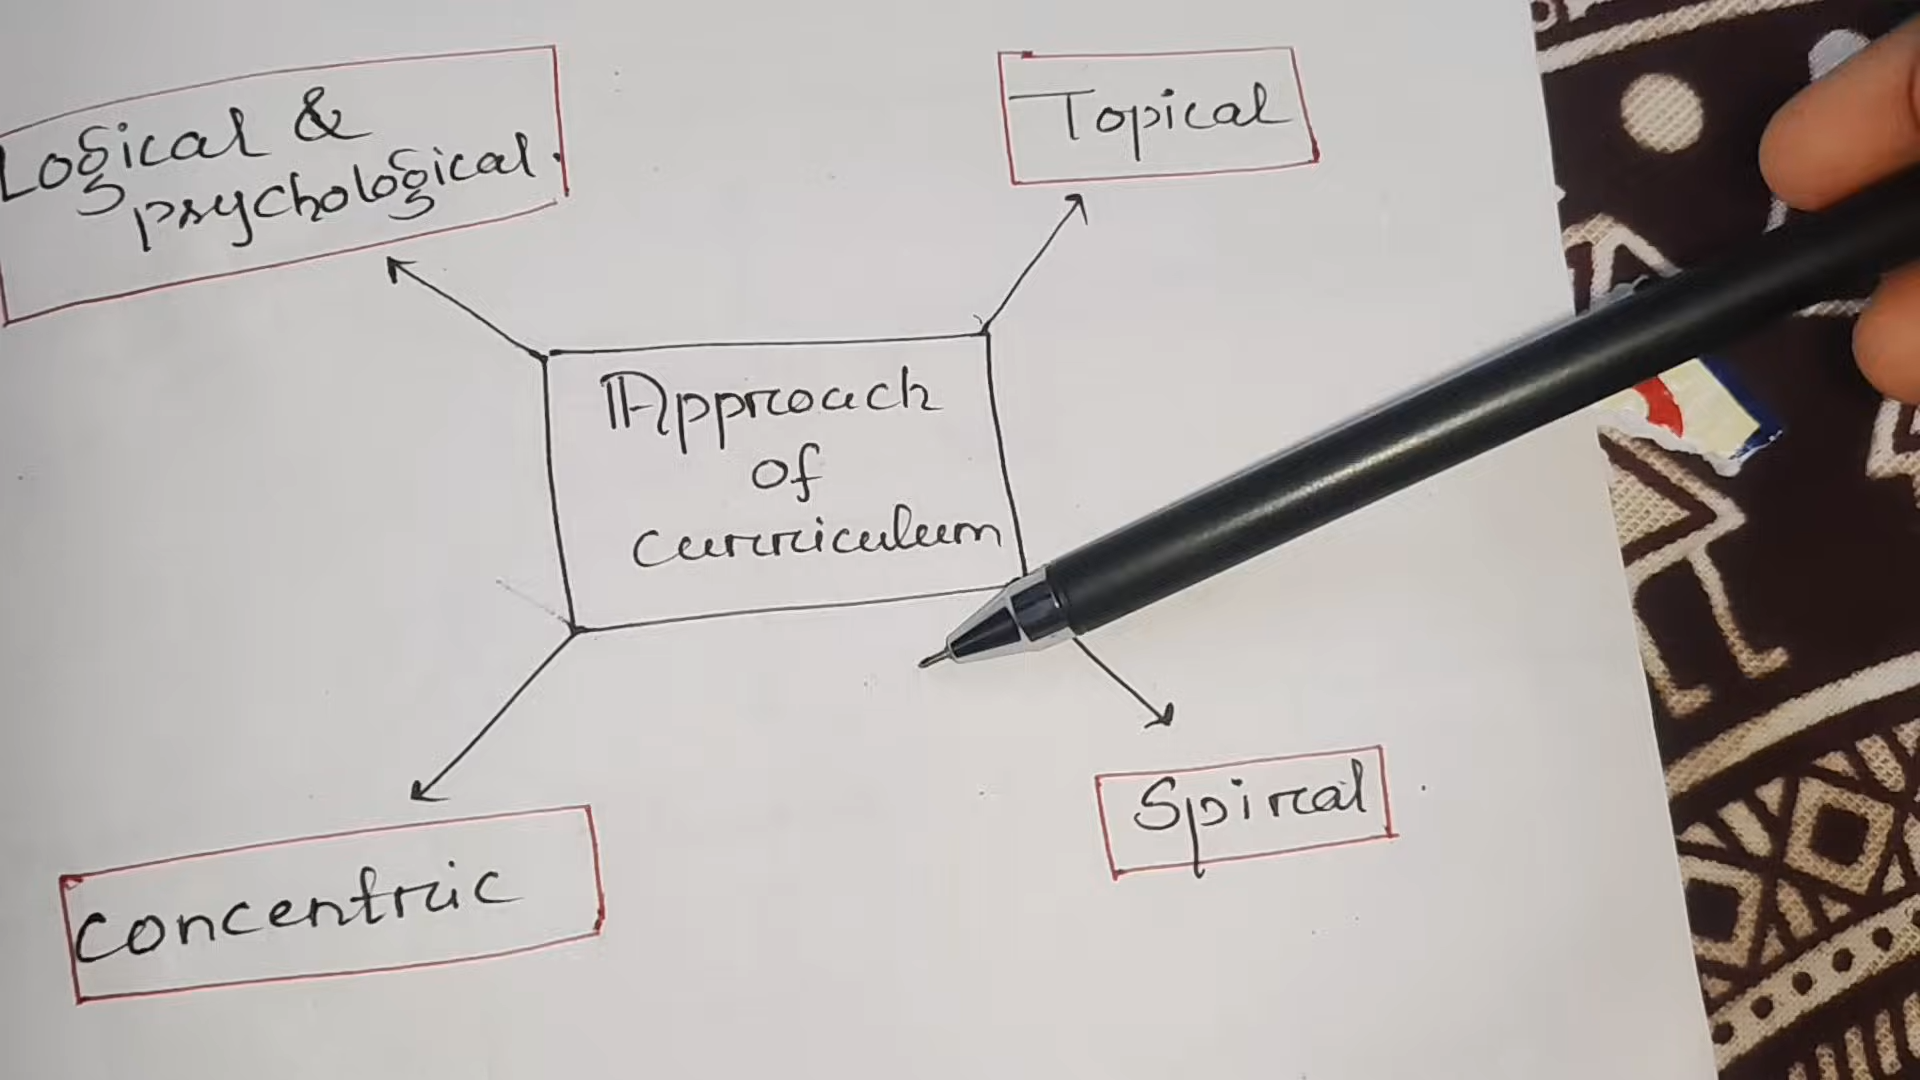 Logical &
psychological.
Topical
Approach
of
curriculum
Spiral
concentric